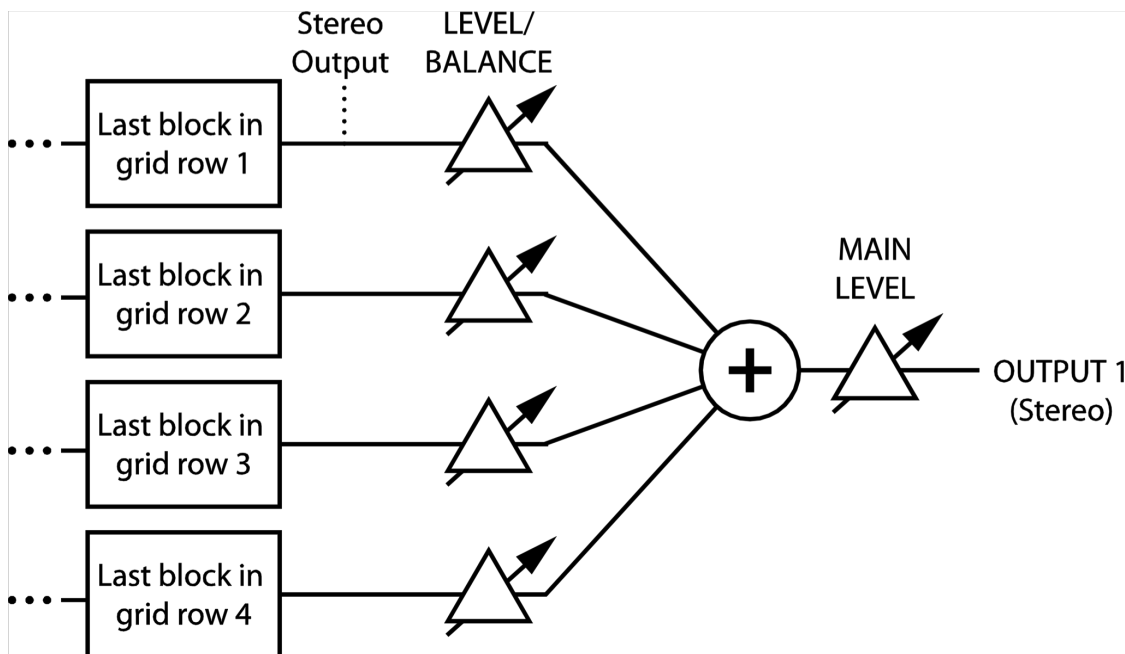 Stereo
Output
LEVEL/
BALANCE
Last block in
grid row 1
Last block in
grid row 2
MAIN
LEVEL
+
OUTPUT 1
(Stereo)
Last block in
grid row 3
Last block in
grid row 4